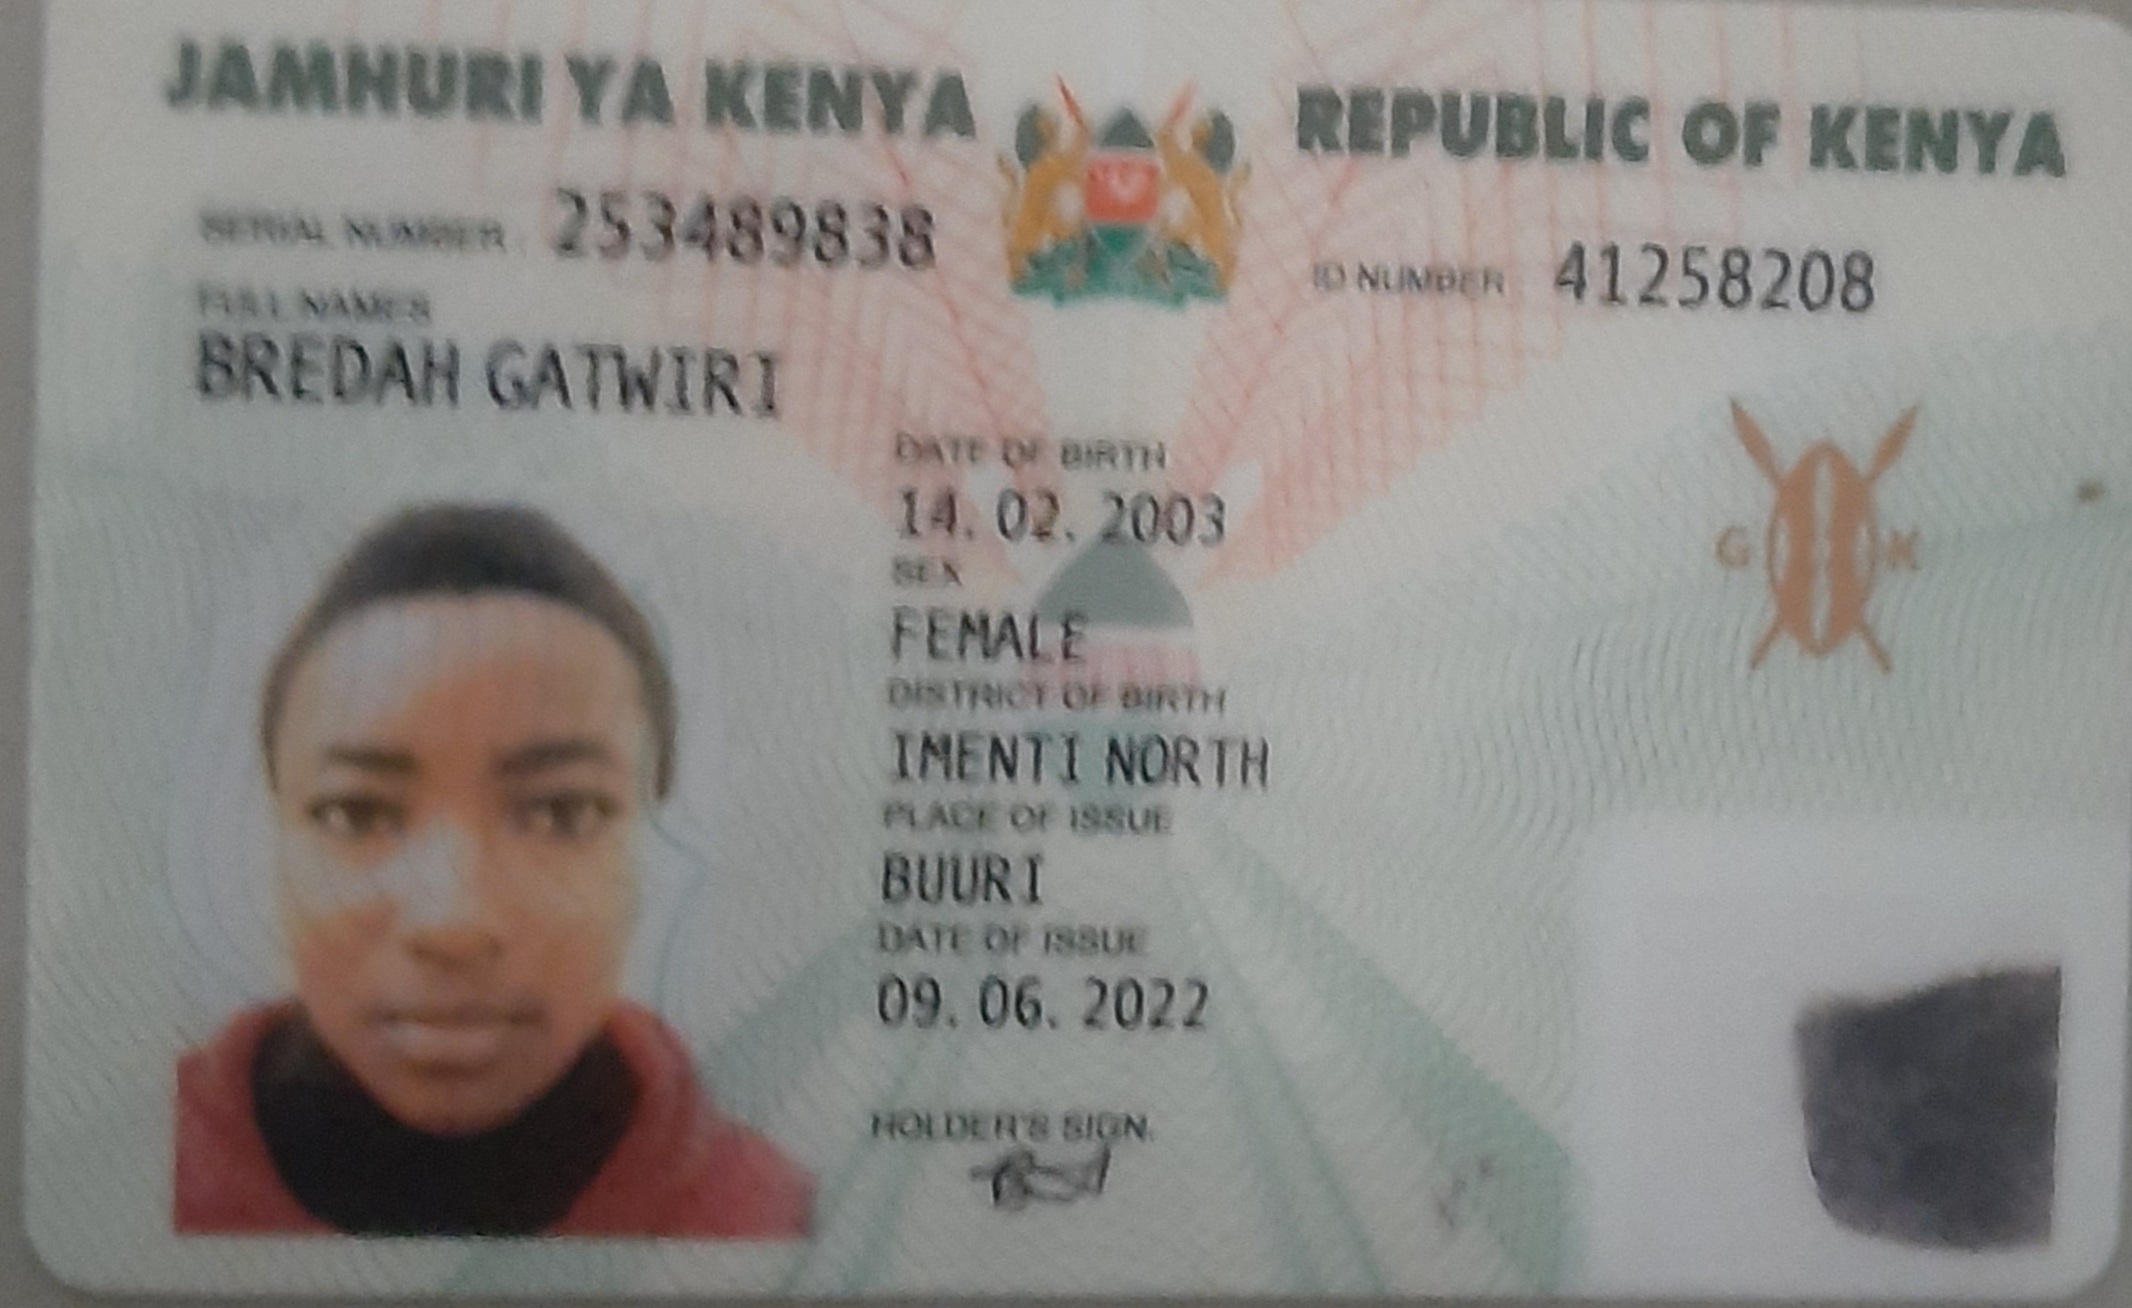 JAMHURI YA KENYA REPUBLIC OF KENYA
SERIAL NUMBER 253489838 ID NUMBER 41258208
FULL NAMES
BREDAH GATWIRI
DATE OF BIRTH
14. 02. 2003
SEX
FEMALE
G K
DISTRICT OF BIRTH
IMENTI NORTH
PLACE OF ISSUE
BUURI
DATE OF ISSUE
09. 06. 2022
HOLDER'S SIGN.